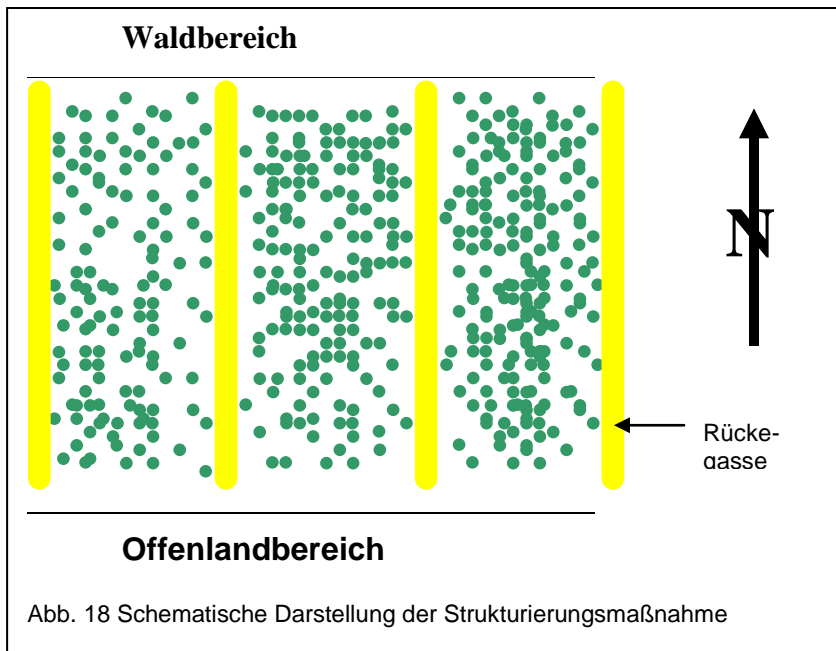 Waldbereich
N
Rücke-
gasse
Offenlandbereich
Abb. 18 Schematische Darstellung der Strukturierungsmaßnahme